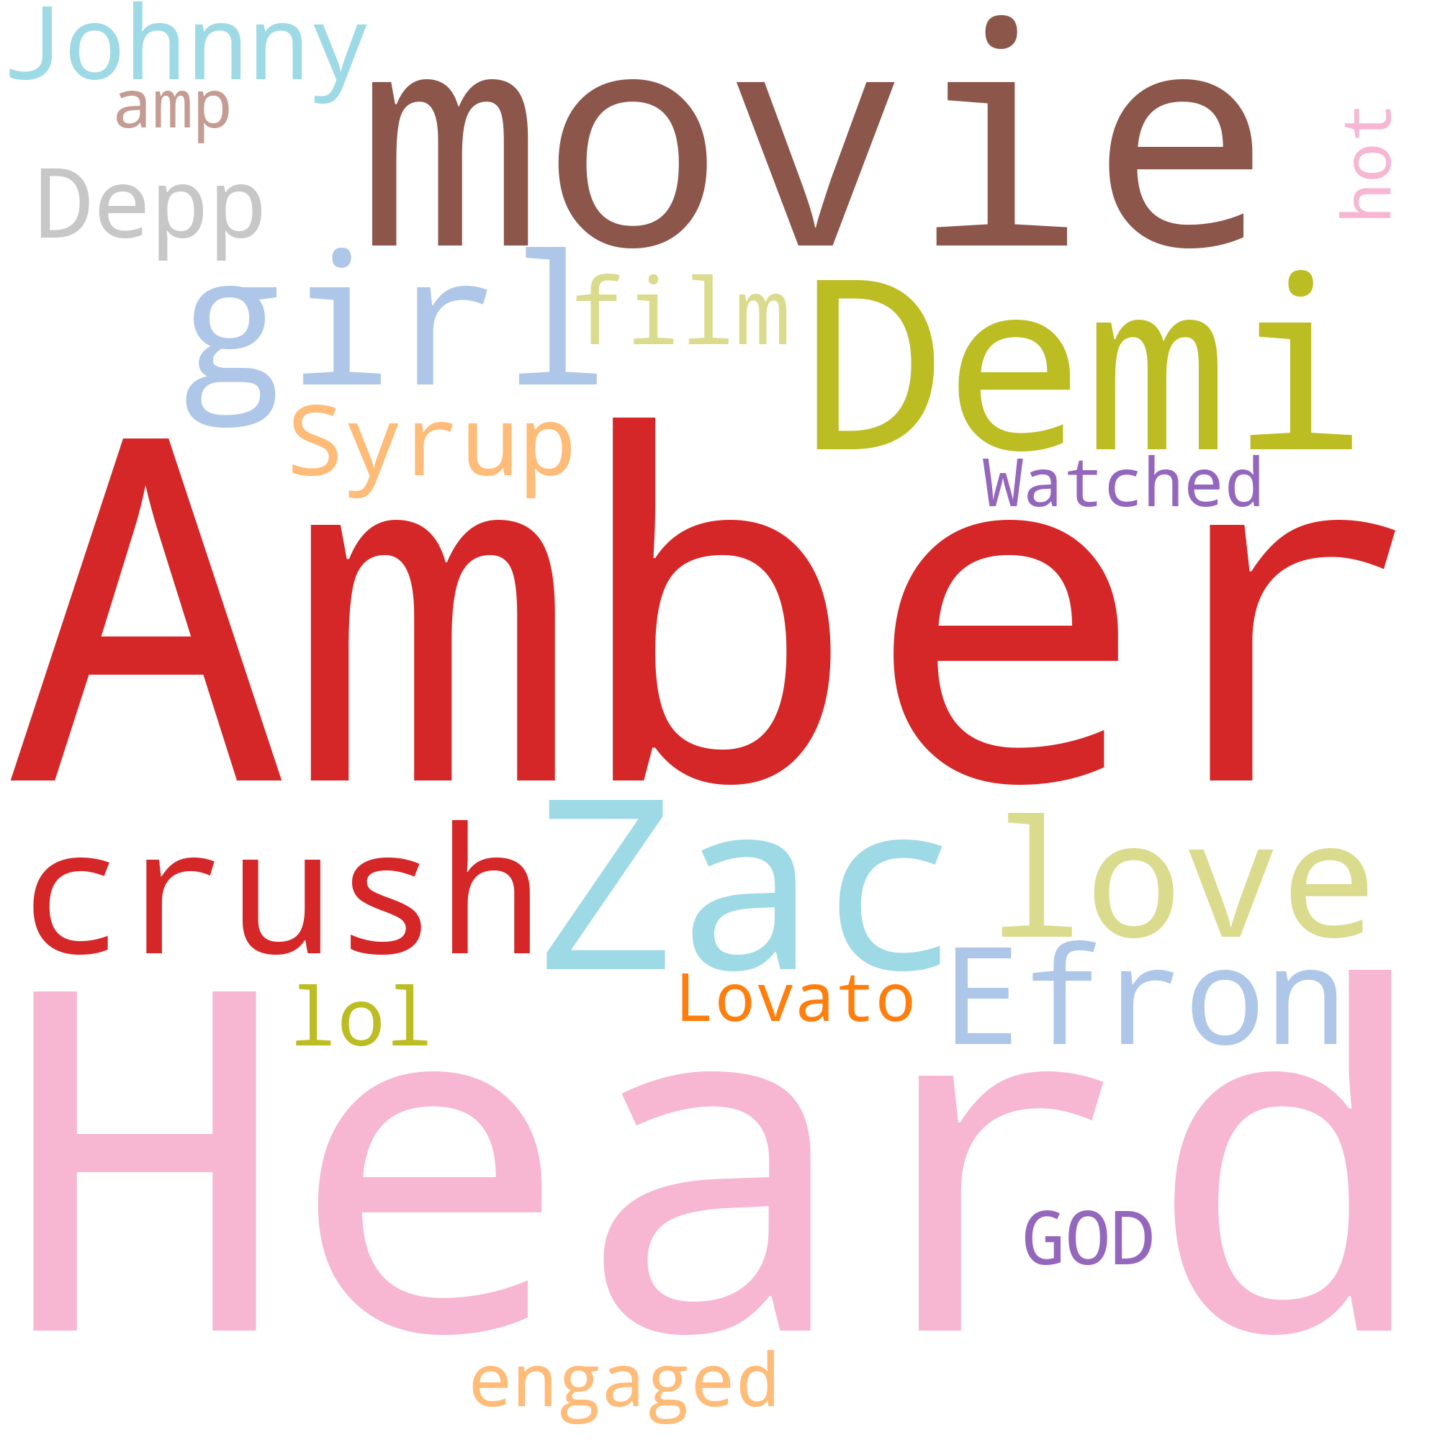 Johnny
movie
amp
hot
Depp
girl
film
Demi
Syrup
Watched
Amber
crush
Zac
love
Efron
lol
Lovato
Heard
GOD
engaged